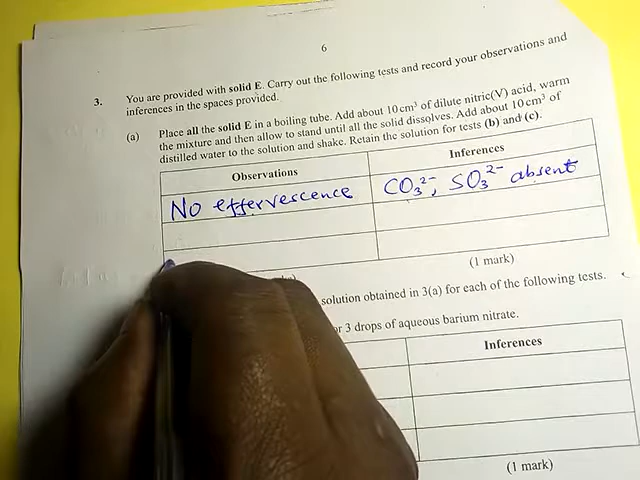 6
3. You are provided with solid E. Carry out the following tests and record your observations and
inferences in the spaces provided.
(a) Place all the solid E in a boiling tube. Add about 10 cm³ of dilute nitric(V) acid, warm
the mixture and then allow to stand until all the solid dissolves. Add about 10 cm³ of
distilled water to the solution and shake. Retain the solution for tests (b) and (c).
Observations Inferences
No effervescence CO₃²⁻, SO₃²⁻ absent
(1 mark)
solution obtained in 3(a) for each of the following tests.
3 drops of aqueous barium nitrate.
Inferences
(1 mark)